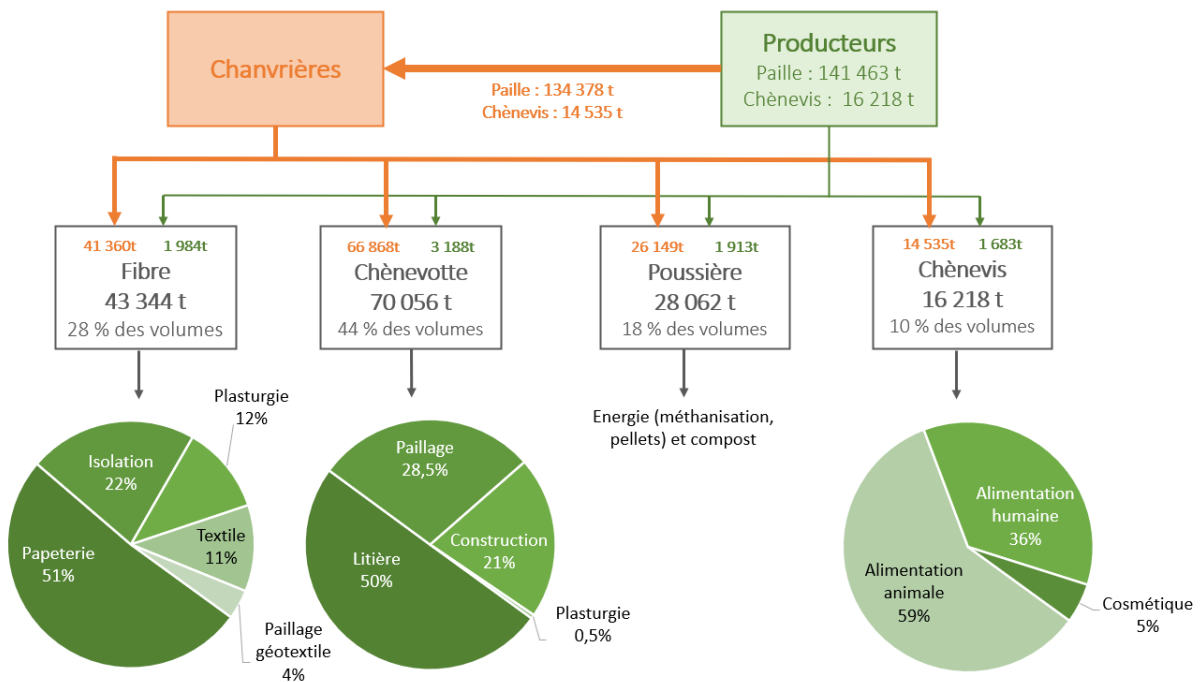 Chanvrières
Producteurs
Paille : 141 463 t
Chènevis : 16 218 t
Paille : 134 378 t
Chènevis : 14 535 t
41 360t 1 984t
Fibre
43 344 t
28 % des volumes
66 868t 3 188t
Chènevotte
70 056 t
44 % des volumes
26 149t 1 913t
Poussière
28 062 t
18 % des volumes
14 535t 1 683t
Chènevis
16 218 t
10 % des volumes
Plasturgie
12%
Isolation
22%
Textile
11%
Papeterie
51%
Paillage
géotextile
4%
Paillage
28,5%
Construction
21%
Litière
50%
Plasturgie
0,5%
Energie (méthanisation,
pellets) et compost
Alimentation
humaine
36%
Alimentation
animale
59%
Cosmétique
5%